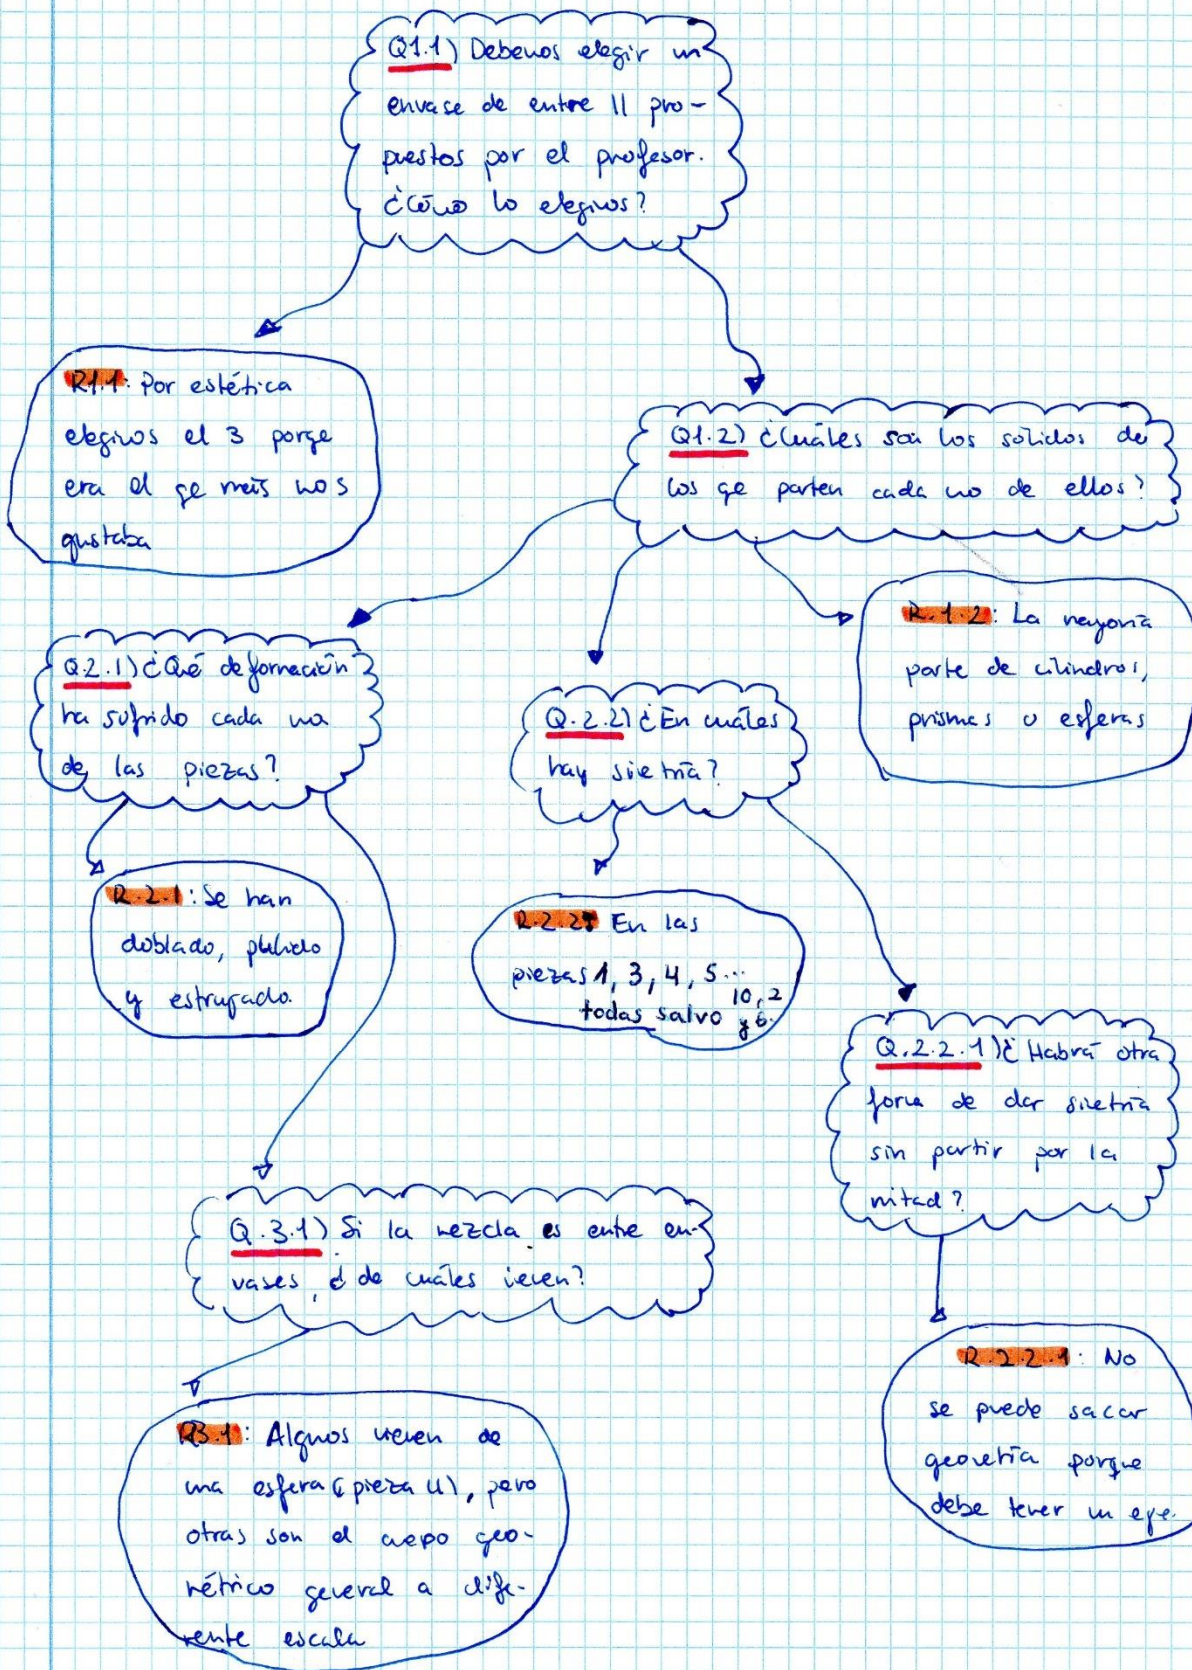 Q1.1) Debemos elegir un
envase de entre 11 pro-
puestos por el profesor.
¿Cómo lo elegimos?
R1.1: Por estética
elegimos el 3 porqe
era el qe más nos
gustaba
Q1.2) ¿Cuáles son los sólidos de
los qe parten cada uno de ellos?
R.1.2: La mayoría
parte de cilindros,
prismas o esferas
Q.2.1) ¿Qué deformación
ha sufrido cada una
de las piezas?
Q.2.2) ¿En cuáles
hay simetría?
R.2.1: Se han
doblado, pulido
y estrujado.
R.2.2: En las
piezas 1, 3, 4, 5...
todas salvo 10, 2
y 6.
Q.2.2.1) ¿Habrá otra
forma de dar simetría
sin partir por la
mitad?
Q.3.1) Si la mezcla es entre en-
vases, ¿de cuáles vienen?
R.2.2.1: No
se puede sacar
geometría porque
debe tener un eje.
R3.1: Algunos vienen de
una esfera (pieza 4), pero
otras son el cuerpo geo-
métrico general a dife-
rente escala